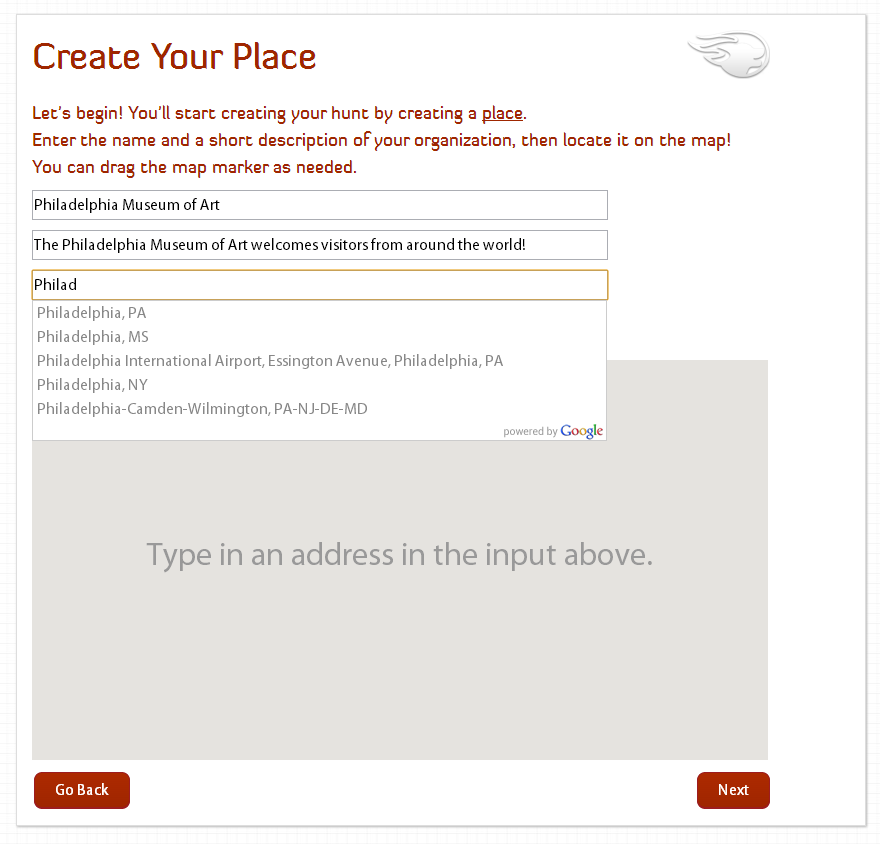 Create Your Place
Let's begin! You'll start creating your hunt by creating a place.
Enter the name and a short description of your organization, then locate it on the map!
You can drag the map marker as needed.
Philadelphia Museum of Art
The Philadelphia Museum of Art welcomes visitors from around the world!
Philad
Philadelphia, PA
Philadelphia, MS
Philadelphia International Airport, Essington Avenue, Philadelphia, PA
Philadelphia, NY
Philadelphia-Camden-Wilmington, PA-NJ-DE-MD
powered by Google
Type in an address in the input above.
Go Back
Next